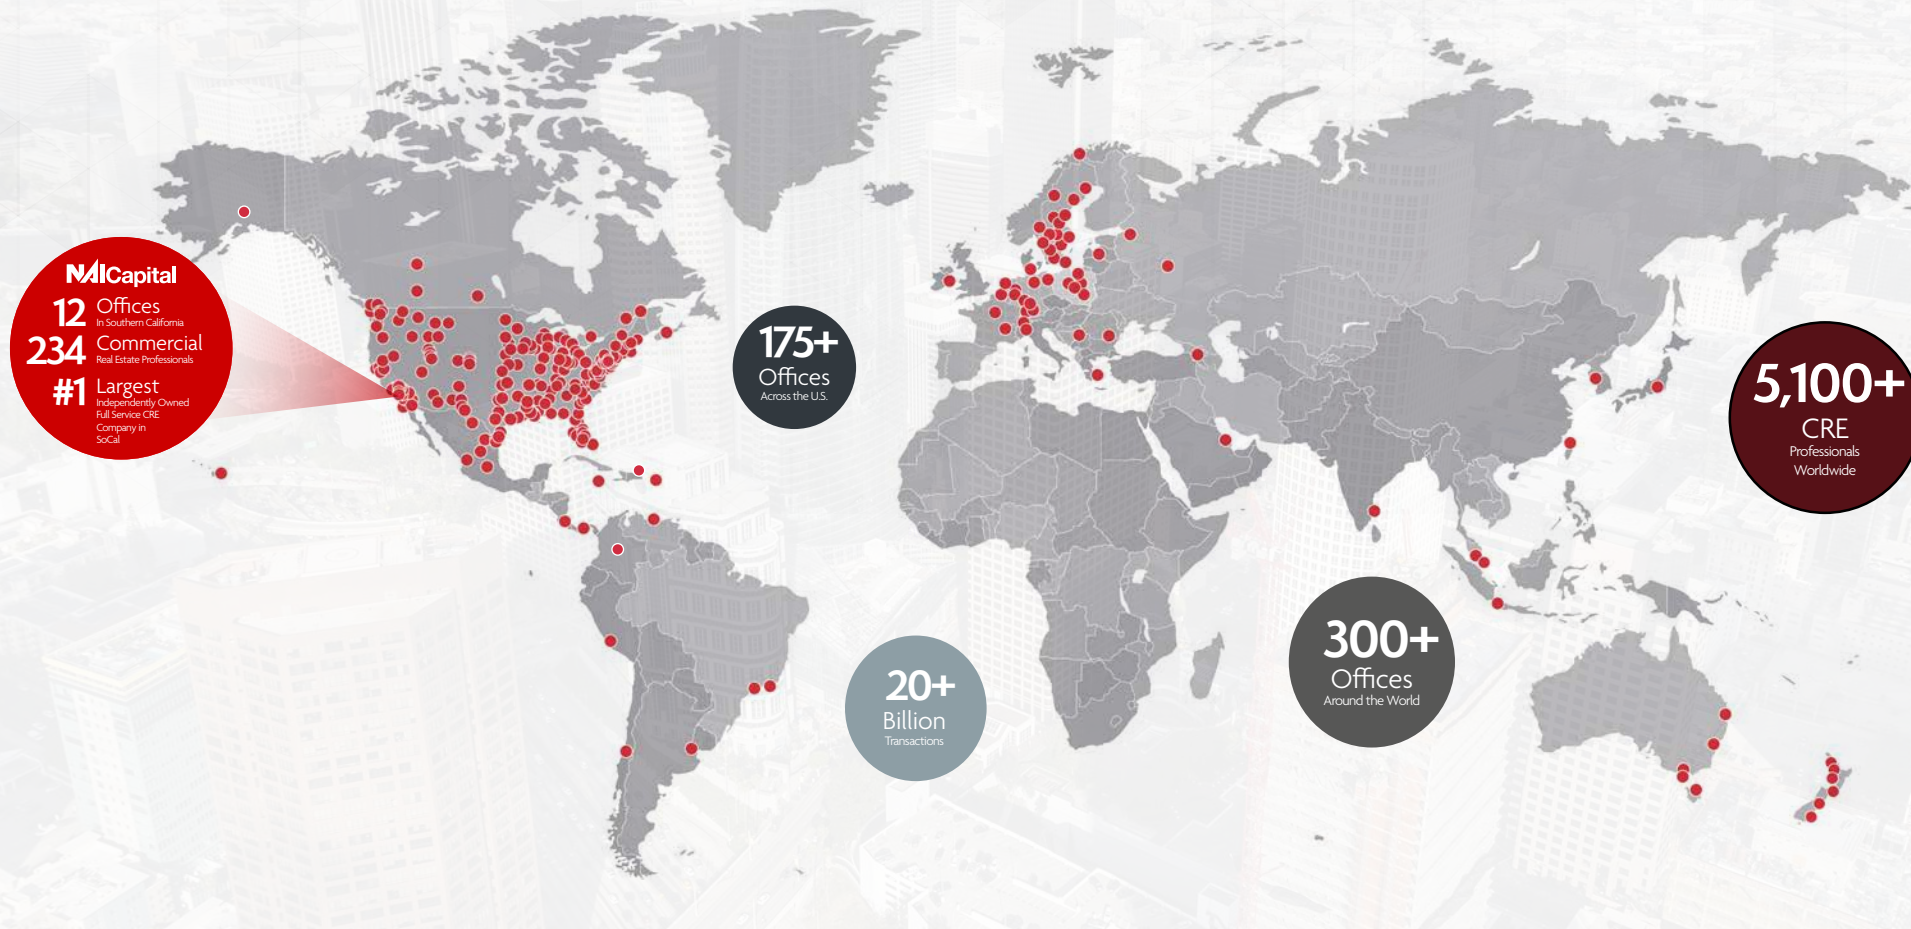 NAICapital
12 Offices
In Southern California
234 Commercial
Real Estate Professionals
#1 Largest
Independently Owned
Full Service CRE
Company in
SoCal
175+
Offices
Across the U.S.
20+
Billion
Transactions
300+
Offices
Around the World
5,100+
CRE
Professionals
Worldwide